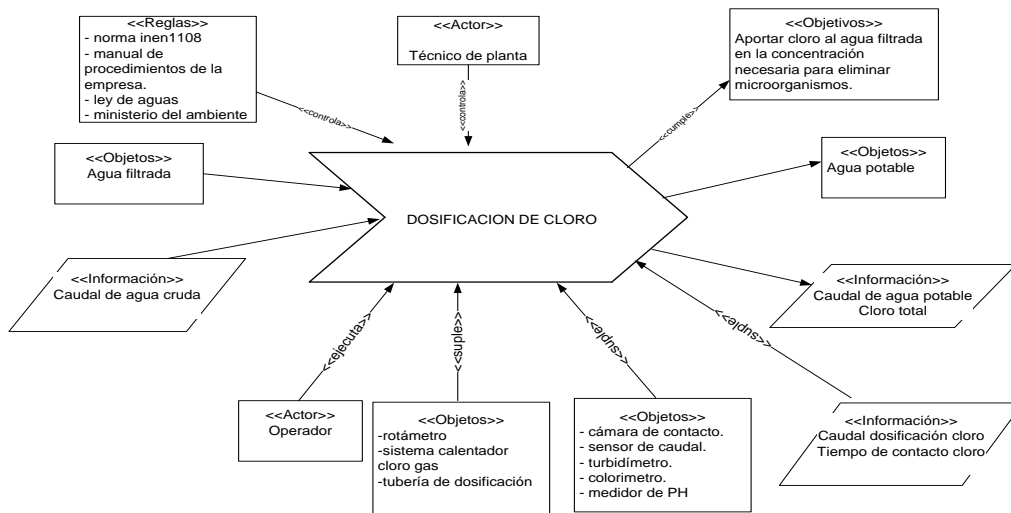 <<Reglas>>
- norma inen1108
- manual de
procedimientos de la
empresa.
- ley de aguas
- ministerio del ambiente
<<Actor>>
Técnico de planta
<<Objetivos>>
Aportar cloro al agua filtrada
en la concentración
necesaria para eliminar
microorganismos.
<<controla>>
<<controla>>
<<cumple>>
<<Objetos>>
Agua filtrada
<<Objetos>>
Agua potable
DOSIFICACION DE CLORO
<<Información>>
Caudal de agua cruda
<<Información>>
Caudal de agua potable
Cloro total
<<ejecuta>>
<<suple>>
<<suple>>
<<suple>>
<<Actor>>
Operador
<<Objetos>>
-rotámetro
-sistema calentador
cloro gas
-tubería de dosificación
<<Objetos>>
- cámara de contacto.
- sensor de caudal.
- turbidímetro.
- colorimetro.
- medidor de PH
<<Información>>
Caudal dosificación cloro
Tiempo de contacto cloro